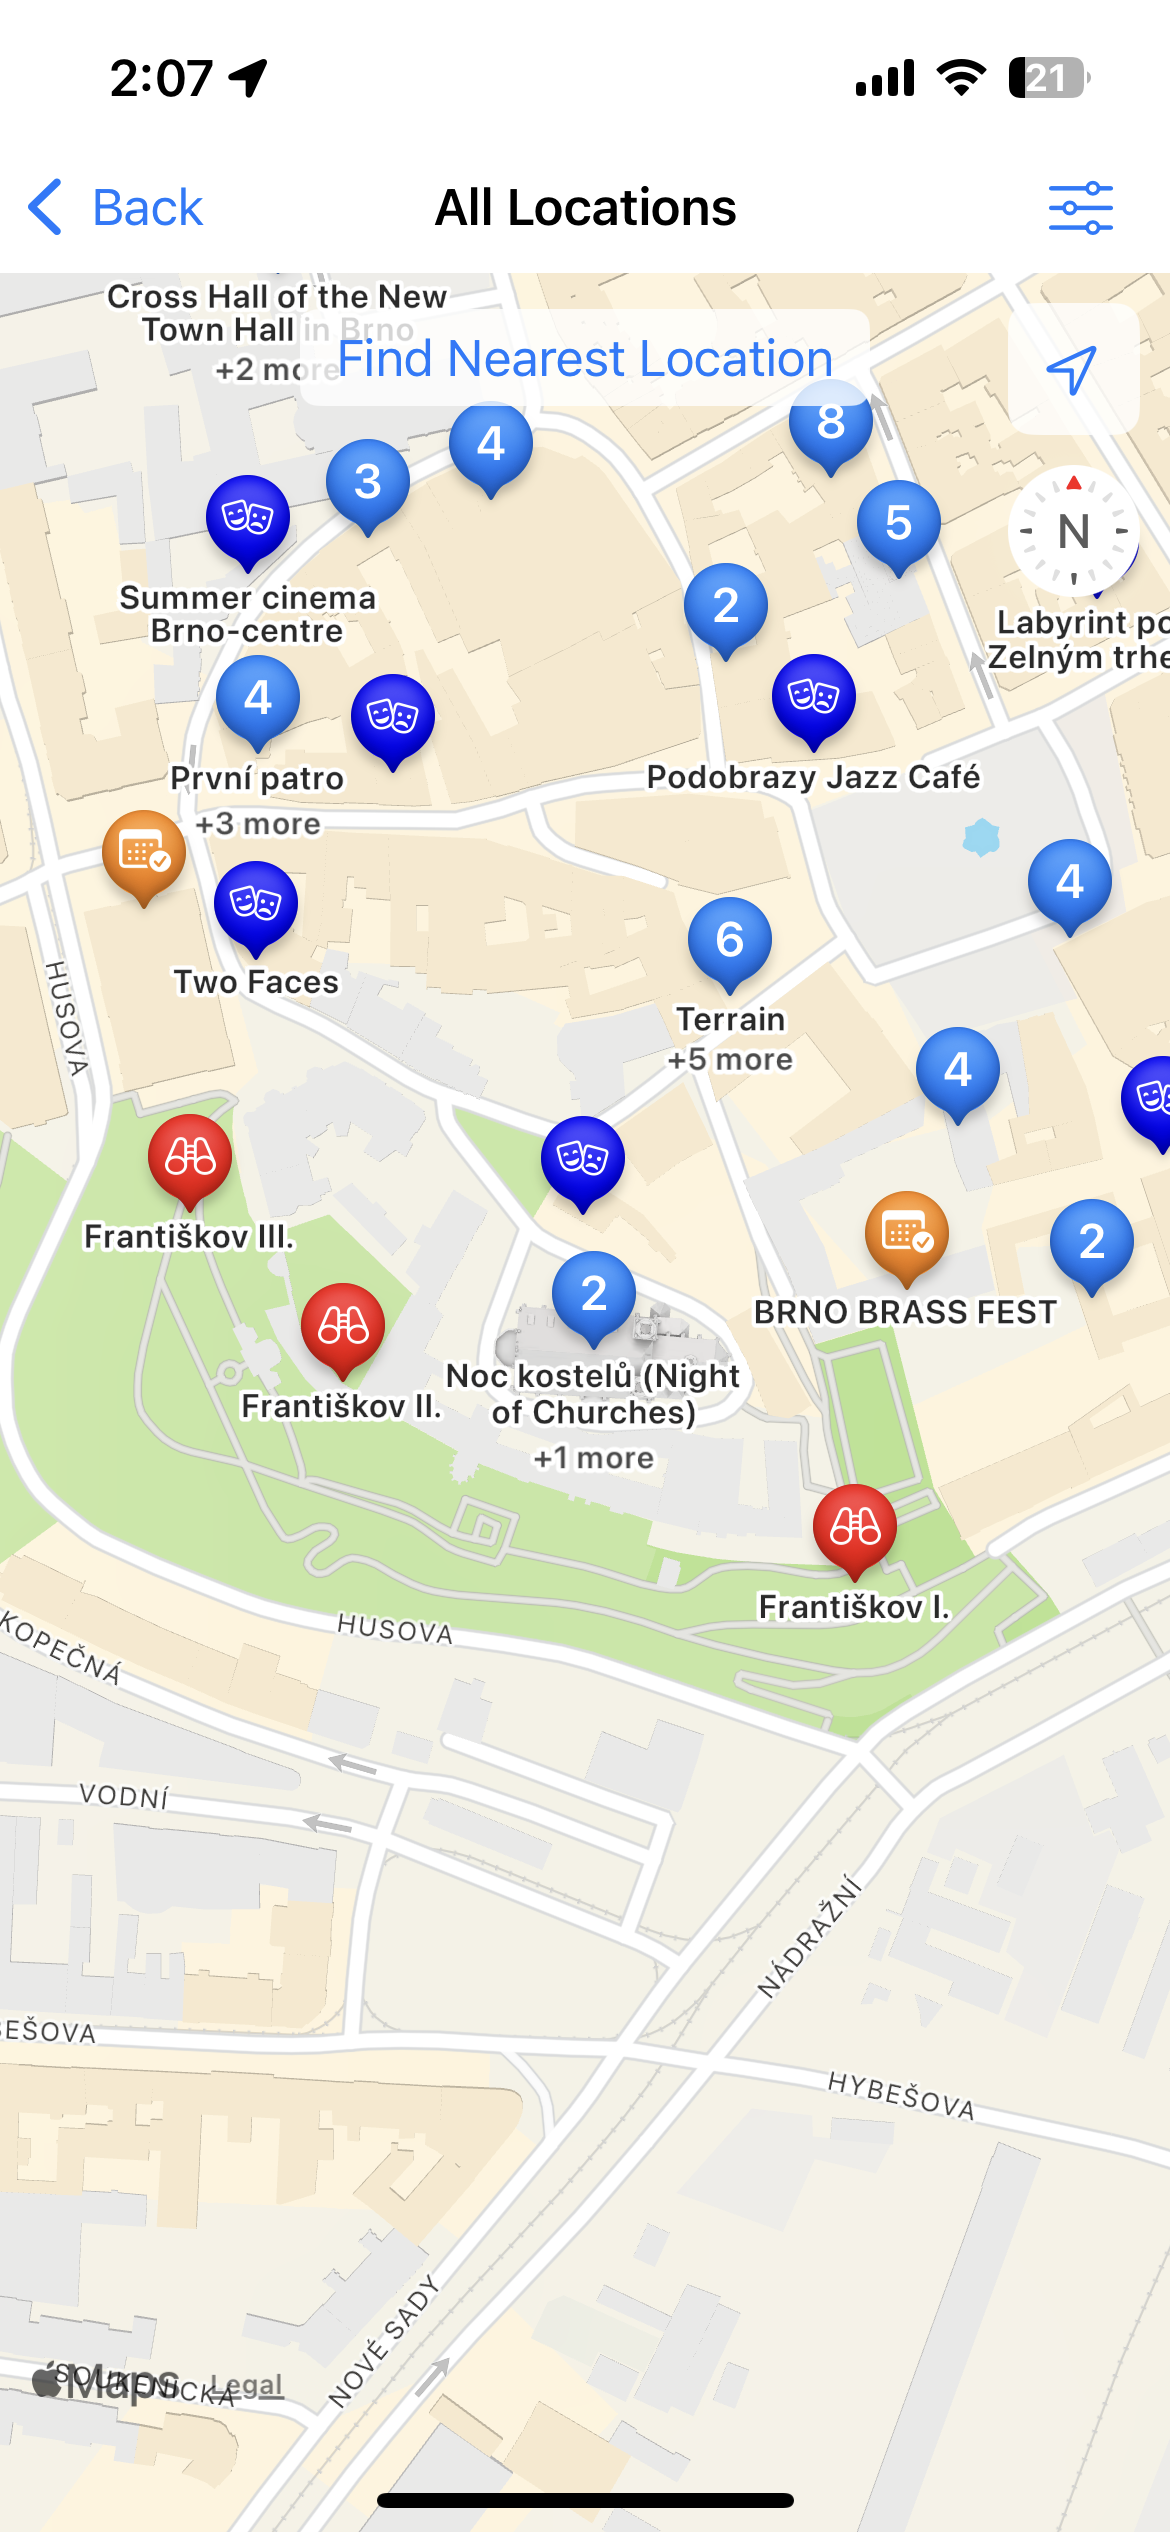 2:07
21
Back
All Locations
Cross Hall of the New
Town Hall in Brno
+2 more
Find Nearest Location
8
4
3
5
N
Summer cinema
Brno-centre
2
Labyrint po
Zelným trhe
4
První patro
+3 more
Podobrazy Jazz Café
4
Two Faces
6
HUSOVA
Terrain
+5 more
4
Františkov III.
2
BRNO BRASS FEST
2
Františkov II.
Noc kostelů (Night
of Churches)
+1 more
Františkov I.
HUSOVA
KOPEČNÁ
VODNÍ
NÁDRAŽNÍ
BEŠOVA
HYBEŠOVA
NOVÉ SADY
SOUKENICKÁ
Maps
Legal